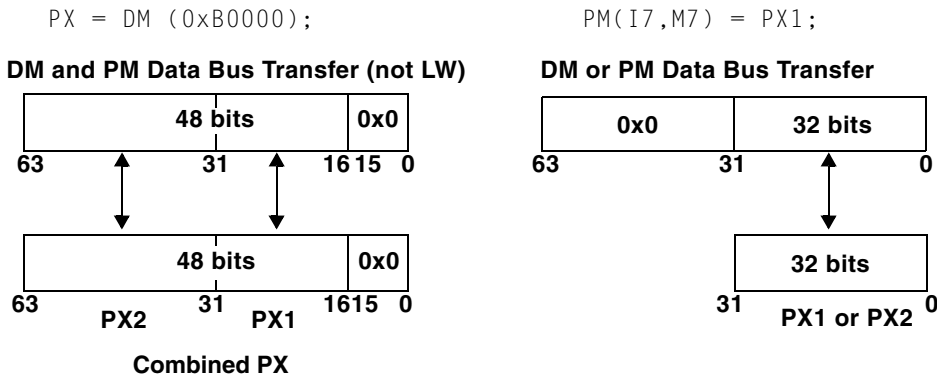 PX = DM (0xB0000);
PM(I7,M7) = PX1;
DM and PM Data Bus Transfer (not LW)
DM or PM Data Bus Transfer
48 bits 0x0
63 31 16 15 0
48 bits 0x0
63 31 16 15 0
PX2 PX1
Combined PX
0x0 32 bits
63 31 0
32 bits
31 0
PX1 or PX2